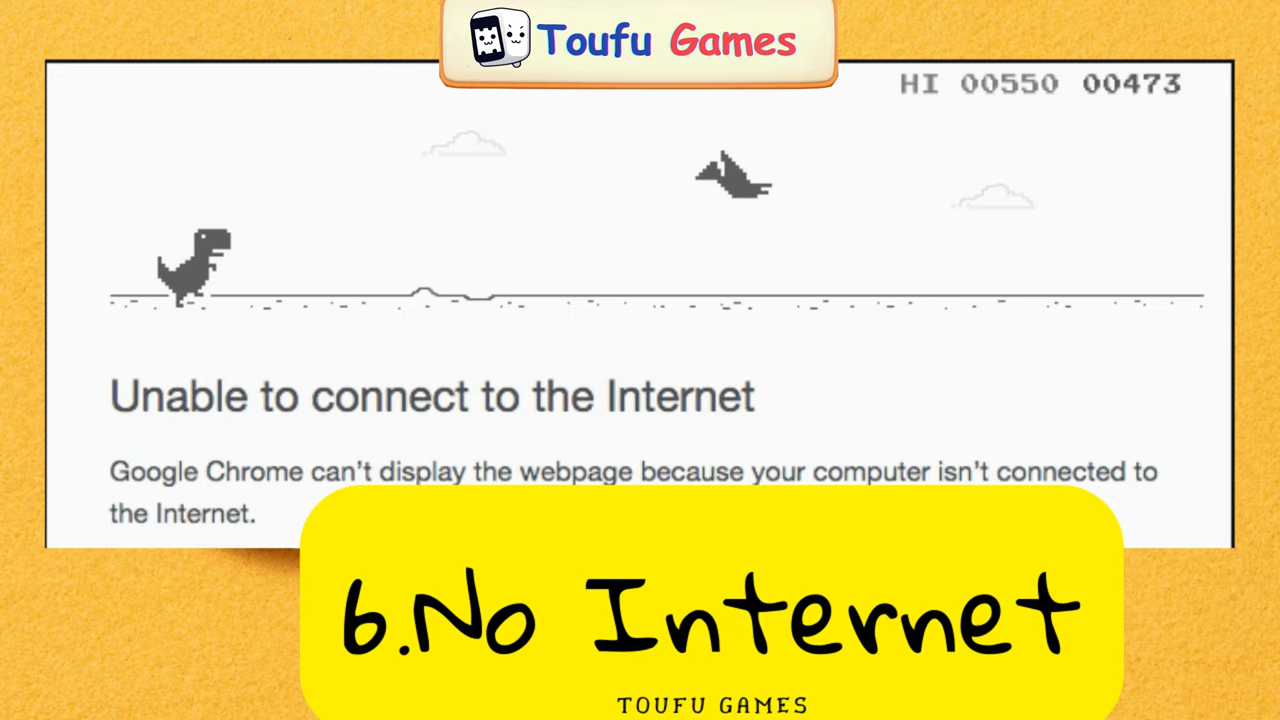 Toufu Games
HI 00550 00473
Unable to connect to the Internet
Google Chrome can't display the webpage because your computer isn't connected to
the Internet.
6.No Internet
TOUFU GAMES